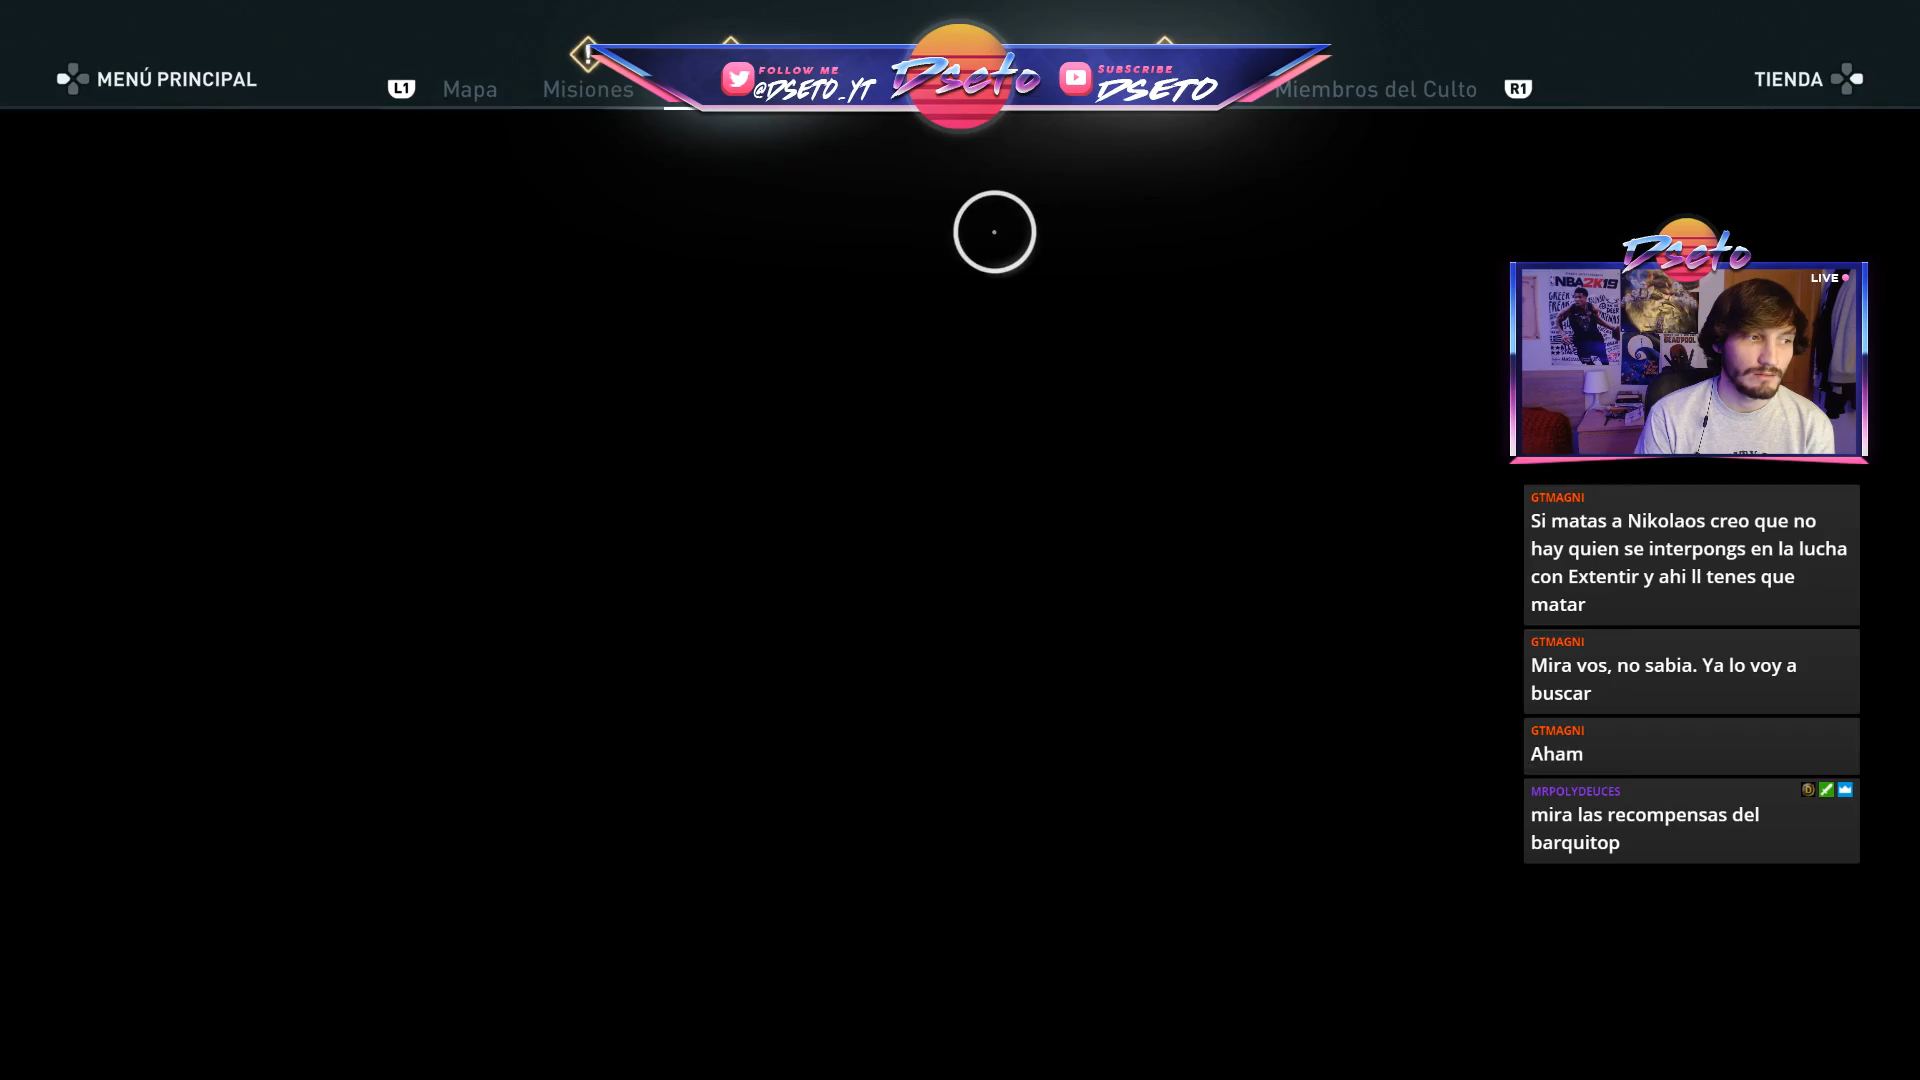 MENÚ PRINCIPAL
L1
Mapa
Misiones
!
FOLLOW ME
@DSETO_YT
Dseto
SUBSCRIBE
DSETO
Miembros del Culto
R1
TIENDA
Dseto
LIVE
NBA2K19
GREEK
FREAK
DEADPOOL
GTMAGNI
Si matas a Nikolaos creo que no
hay quien se interpongs en la lucha
con Extentir y ahi ll tenes que
matar
GTMAGNI
Mira vos, no sabia. Ya lo voy a
buscar
GTMAGNI
Aham
MRPOLYDEUCES
mira las recompensas del
barquitop